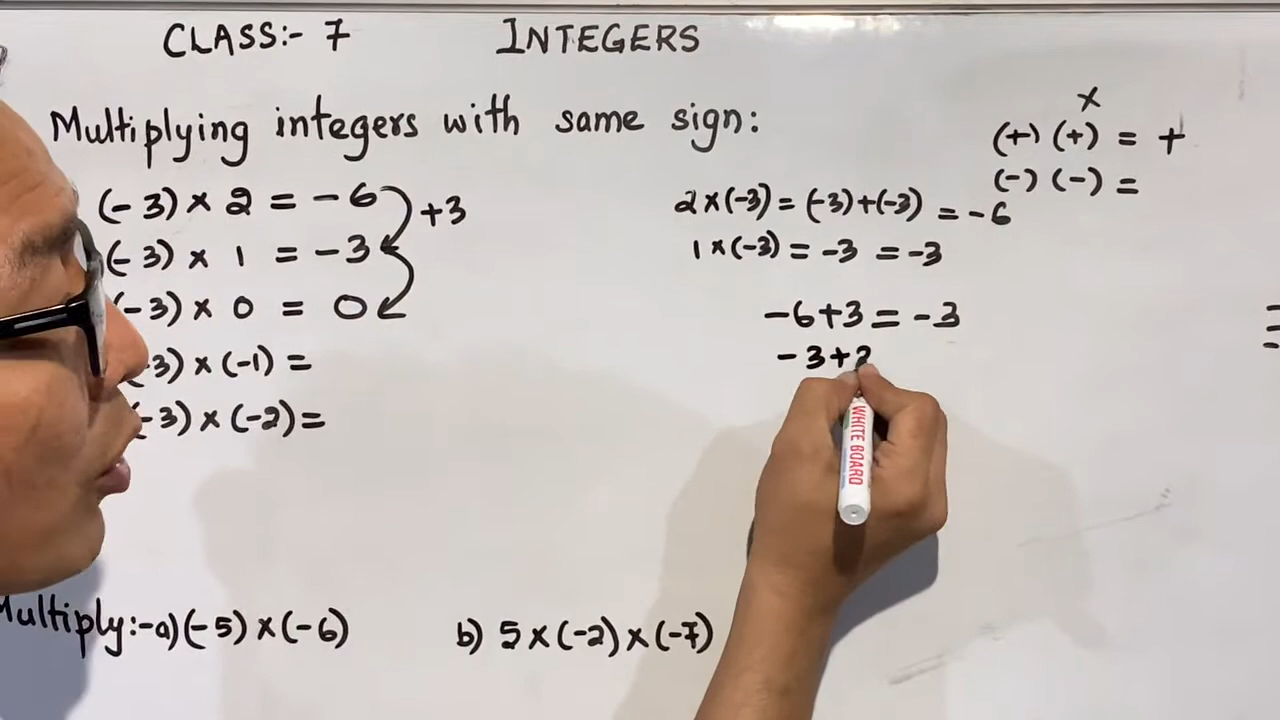 CLASS:- 7 INTEGERS
Multiplying integers with same sign:
×
(+) (+) = +
(-) (-) =
(-3) × 2 = -6
+3
(-3) × 1 = -3
(-3) × 0 = 0
3) × (-1) =
-3) × (-2) =
2 × (-3) = (-3) + (-3) = -6
1 × (-3) = -3 = -3
-6 + 3 = -3
-3 +
WHITE BOARD
Multiply:- a) (-5) × (-6) b) 5 × (-2) × (-7)